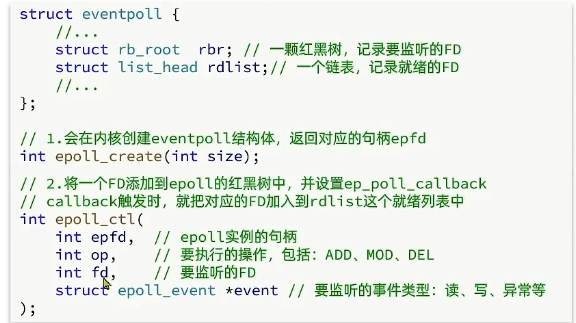 struct eventpoll {
//...
struct rb_root rbr; // 一颗红黑树，记录要监听的FD
struct list_head rdlist;// 一个链表，记录就绪的FD
//...
};
// 1.会在内核创建eventpoll结构体，返回对应的句柄epfd
int epoll_create(int size);
// 2.将一个FD添加到epoll的红黑树中，并设置ep_poll_callback
// callback触发时，就把对应的FD加入到rdlist这个就绪列表中
int epoll_ctl(
int epfd, // epoll实例的句柄
int op, // 要执行的操作，包括：ADD、MOD、DEL
int fd, // 要监听的FD
struct epoll_event *event // 要监听的事件类型：读、写、异常等
);